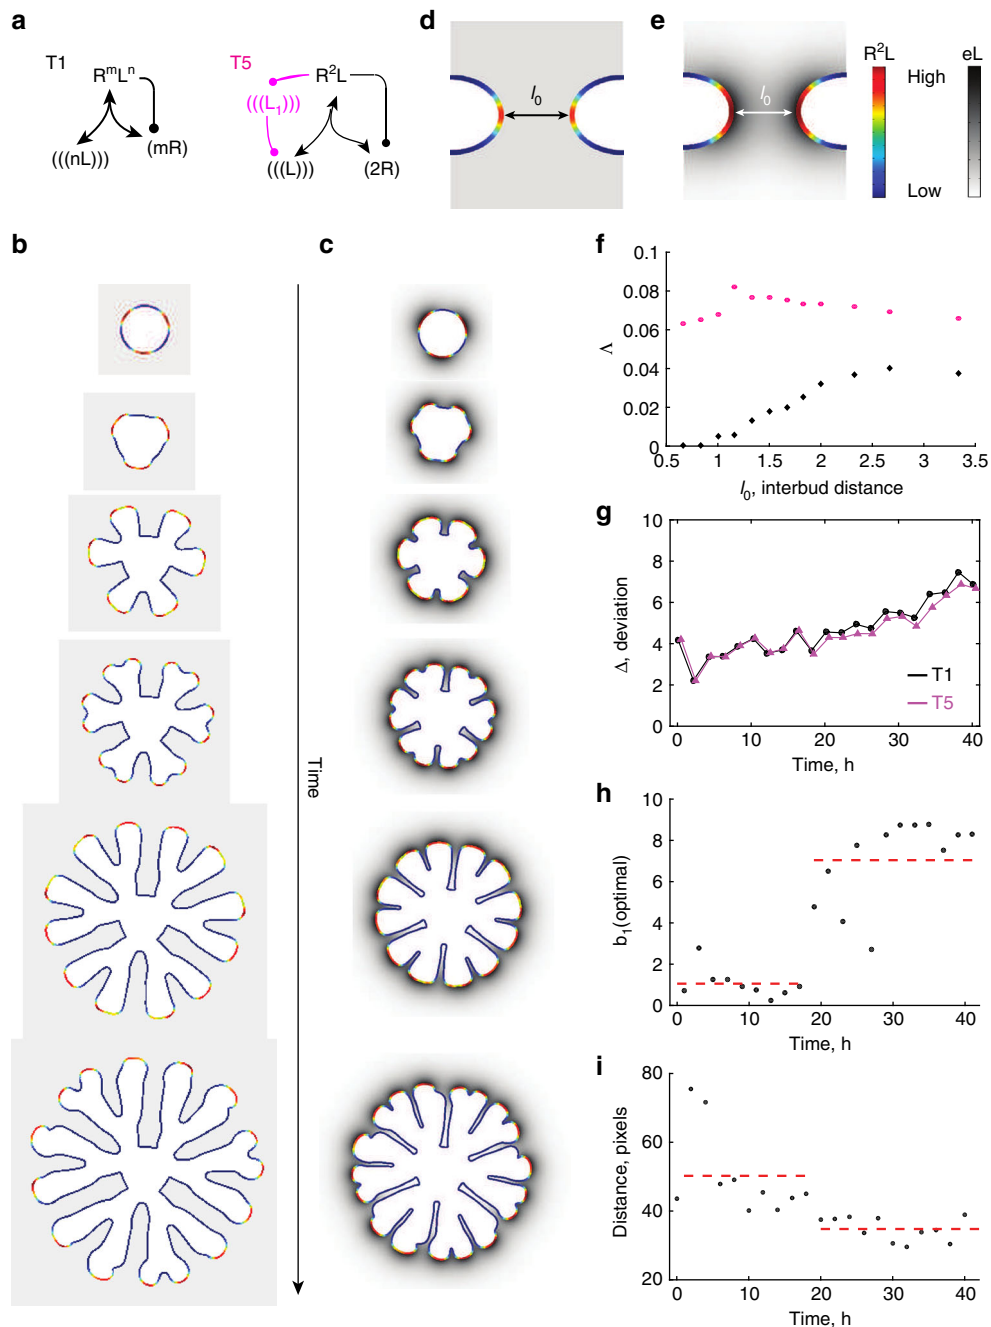 a
T1
RᵐLⁿ
(((nL)))
(mR)
T5
R²L
(((L₁)))
(((L)))
(2R)
d
l₀
e
l₀
R²L
High
Low
eL
b
c
Time
f
0.1
0.08
0.06
0.04
0.02
0
Λ
0.5 1 1.5 2 2.5 3 3.5
l₀, interbud distance
g
10
8
6
4
2
0
Δ, deviation
T1
T5
0 10 20 30 40
Time, h
h
10
8
6
4
2
0
b₁(optimal)
0 10 20 30 40
Time, h
i
80
60
40
20
Distance, pixels
0 10 20 30 40
Time, h